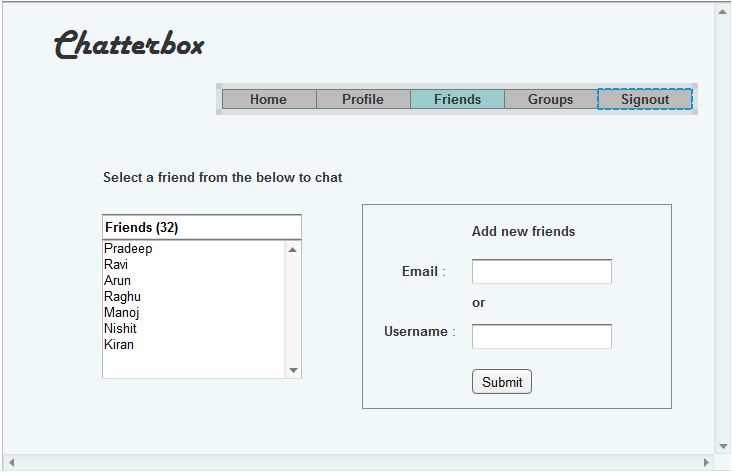 Chatterbox
Home Profile Friends Groups Signout
Select a friend from the below to chat
Friends (32)
Pradeep
Ravi
Arun
Raghu
Manoj
Nishit
Kiran
Add new friends
Email :
or
Username :
Submit